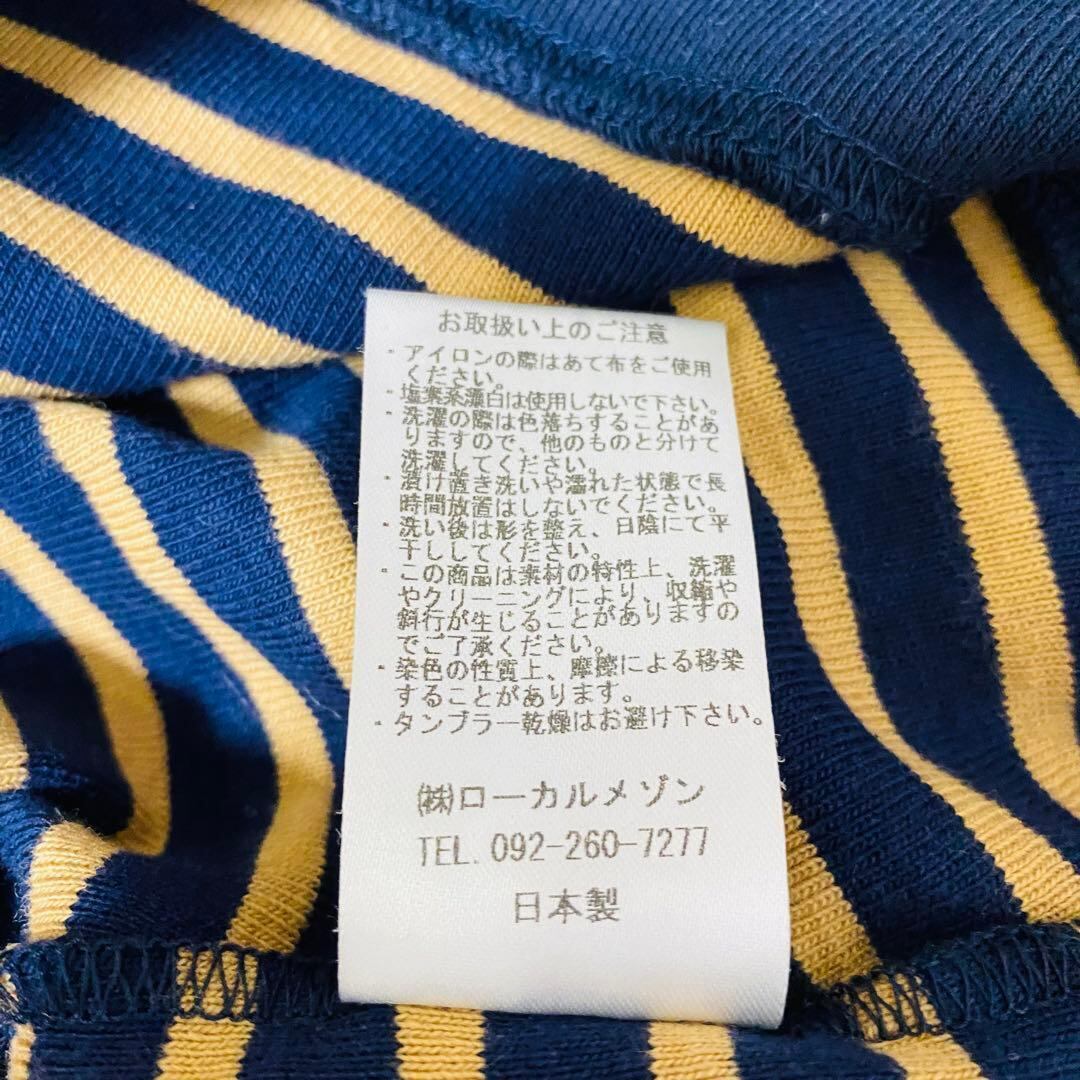 お取扱い上のご注意
・アイロンの際はあて布をご使用
ください。
・塩素系漂白は使用しないで下さい。
・洗濯の際は色落ちすることがあ
りますので、他のものと分けて
洗濯してください。
・漬け置き洗いや濡れた状態で長
時間放置はしないでください。
・洗い後は形を整え、日陰にて平
干ししてください。
・この商品は素材の特性上、洗濯
やクリーニングにより、収縮や
斜行が生じることがありますの
でご了承ください。
・染色の性質上、摩擦による移染
することがあります。
・タンブラー乾燥はお避け下さい。
㈱ローカルメゾン
TEL. 092-260-7277
日本製